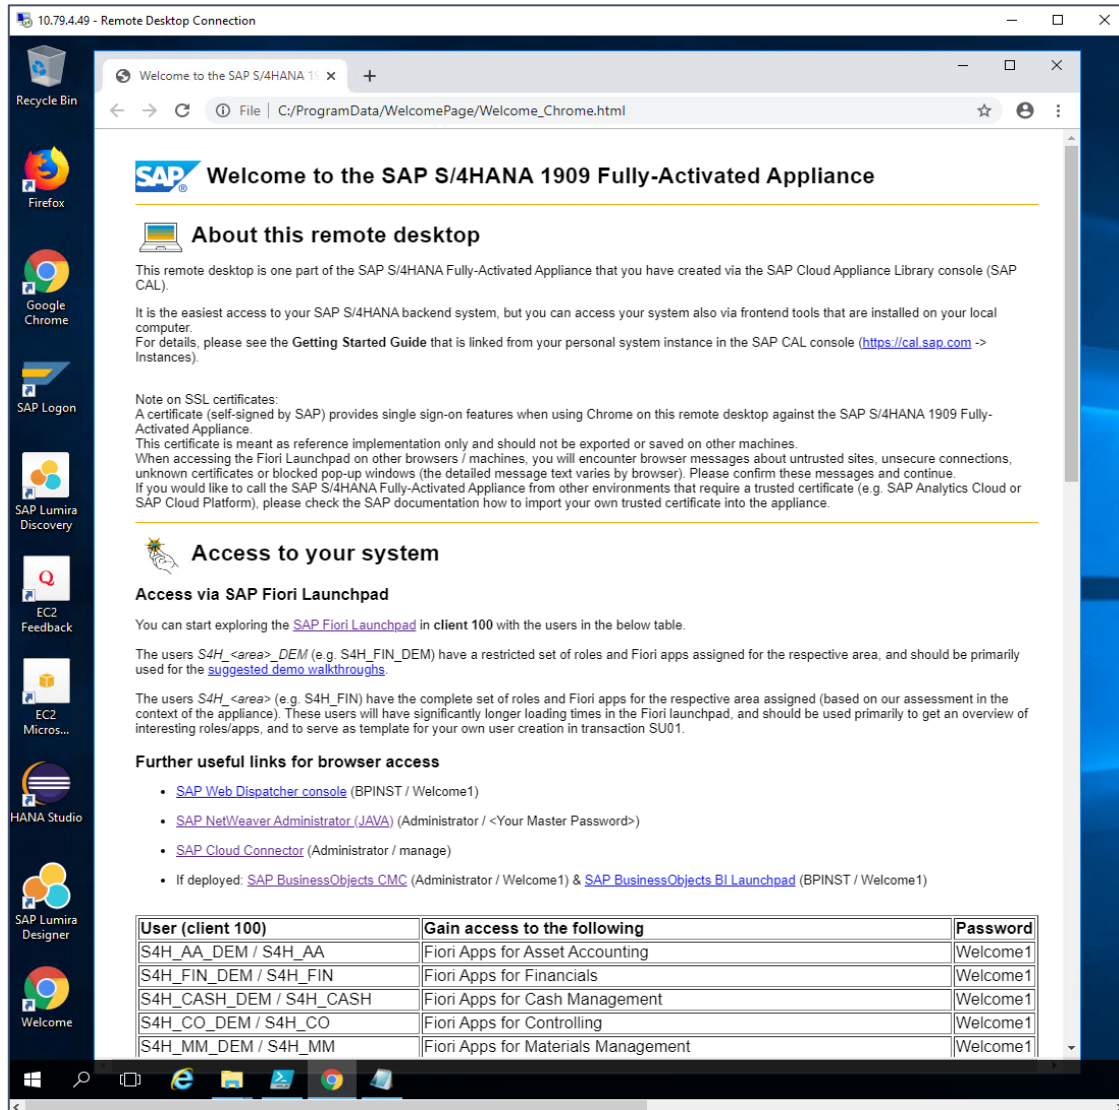 10.79.4.49 - Remote Desktop Connection
Recycle Bin
Firefox
Google
Chrome
SAP Logon
SAP Lumira
Discovery
Q
EC2
Feedback
EC2
Micros...
HANA Studio
SAP Lumira
Designer
Welcome
Welcome to the SAP S/4HANA 19
File | C:/ProgramData/WelcomePage/Welcome_Chrome.html
SAP® Welcome to the SAP S/4HANA 1909 Fully-Activated Appliance
About this remote desktop
This remote desktop is one part of the SAP S/4HANA Fully-Activated Appliance that you have created via the SAP Cloud Appliance Library console (SAP
CAL).
It is the easiest access to your SAP S/4HANA backend system, but you can access your system also via frontend tools that are installed on your local
computer.
For details, please see the Getting Started Guide that is linked from your personal system instance in the SAP CAL console (https://cal.sap.com ->
Instances).
Note on SSL certificates:
A certificate (self-signed by SAP) provides single sign-on features when using Chrome on this remote desktop against the SAP S/4HANA 1909 Fully-
Activated Appliance.
This certificate is meant as reference implementation only and should not be exported or saved on other machines.
When accessing the Fiori Launchpad on other browsers / machines, you will encounter browser messages about untrusted sites, unsecure connections,
unknown certificates or blocked pop-up windows (the detailed message text varies by browser). Please confirm these messages and continue.
If you would like to call the SAP S/4HANA Fully-Activated Appliance from other environments that require a trusted certificate (e.g. SAP Analytics Cloud or
SAP Cloud Platform), please check the SAP documentation how to import your own trusted certificate into the appliance.
Access to your system
Access via SAP Fiori Launchpad
You can start exploring the SAP Fiori Launchpad in client 100 with the users in the below table.
The users S4H_<area>_DEM (e.g. S4H_FIN_DEM) have a restricted set of roles and Fiori apps assigned for the respective area, and should be primarily
used for the suggested demo walkthroughs.
The users S4H_<area> (e.g. S4H_FIN) have the complete set of roles and Fiori apps for the respective area assigned (based on our assessment in the
context of the appliance). These users will have significantly longer loading times in the Fiori launchpad, and should be used primarily to get an overview of
interesting roles/apps, and to serve as template for your own user creation in transaction SU01.
Further useful links for browser access
• SAP Web Dispatcher console (BPINST / Welcome1)
• SAP NetWeaver Administrator (JAVA) (Administrator / <Your Master Password>)
• SAP Cloud Connector (Administrator / manage)
• If deployed: SAP BusinessObjects CMC (Administrator / Welcome1) & SAP BusinessObjects BI Launchpad (BPINST / Welcome1)
User (client 100) Gain access to the following Password
S4H_AA_DEM / S4H_AA Fiori Apps for Asset Accounting Welcome1
S4H_FIN_DEM / S4H_FIN Fiori Apps for Financials Welcome1
S4H_CASH_DEM / S4H_CASH Fiori Apps for Cash Management Welcome1
S4H_CO_DEM / S4H_CO Fiori Apps for Controlling Welcome1
S4H_MM_DEM / S4H_MM Fiori Apps for Materials Management Welcome1